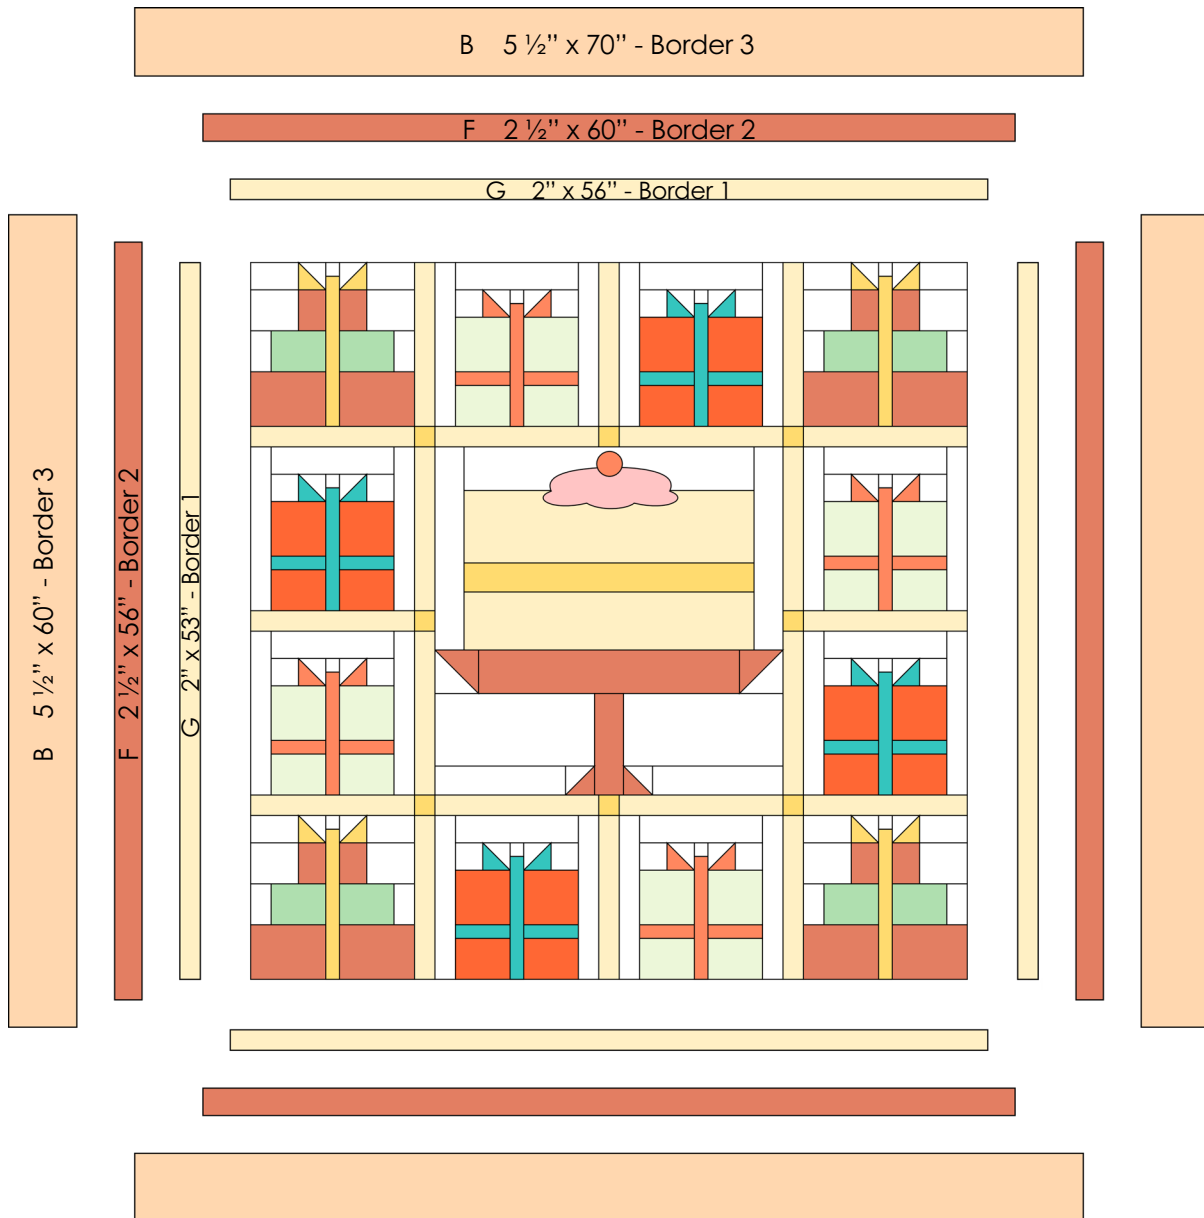 B 5 ½” x 70” - Border 3
F 2 ½” x 60” - Border 2
G 2” x 56” - Border 1
B 5 ½” x 60” - Border 3
F 2 ½” x 56” - Border 2
G 2” x 53” - Border 1